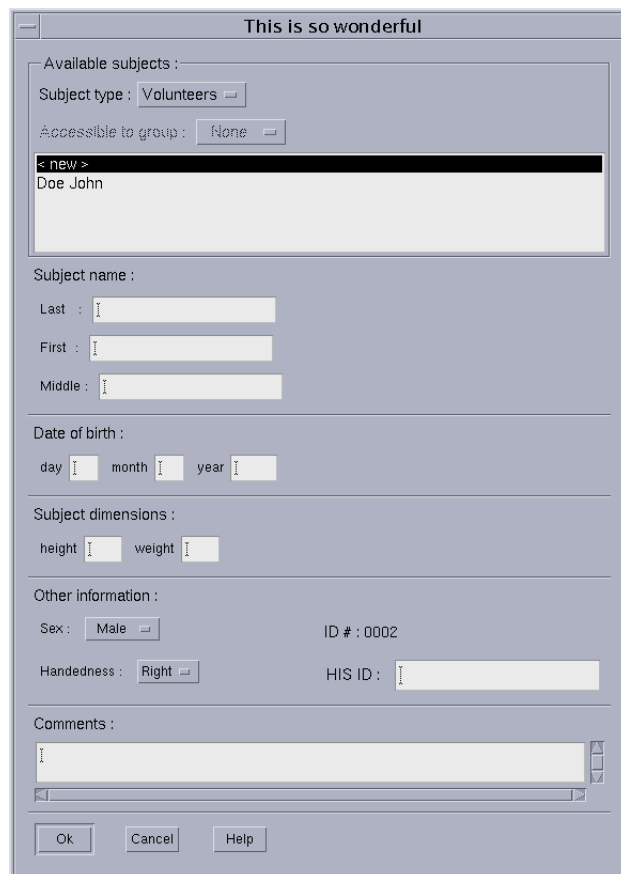 This is so wonderful
Available subjects :
Subject type : Volunteers
Accessible to group : None
< new >
Doe John
Subject name :
Last :
First :
Middle :
Date of birth :
day month year
Subject dimensions :
height weight
Other information :
Sex : Male ID # : 0002
Handedness : Right HIS ID :
Comments :
Ok Cancel Help